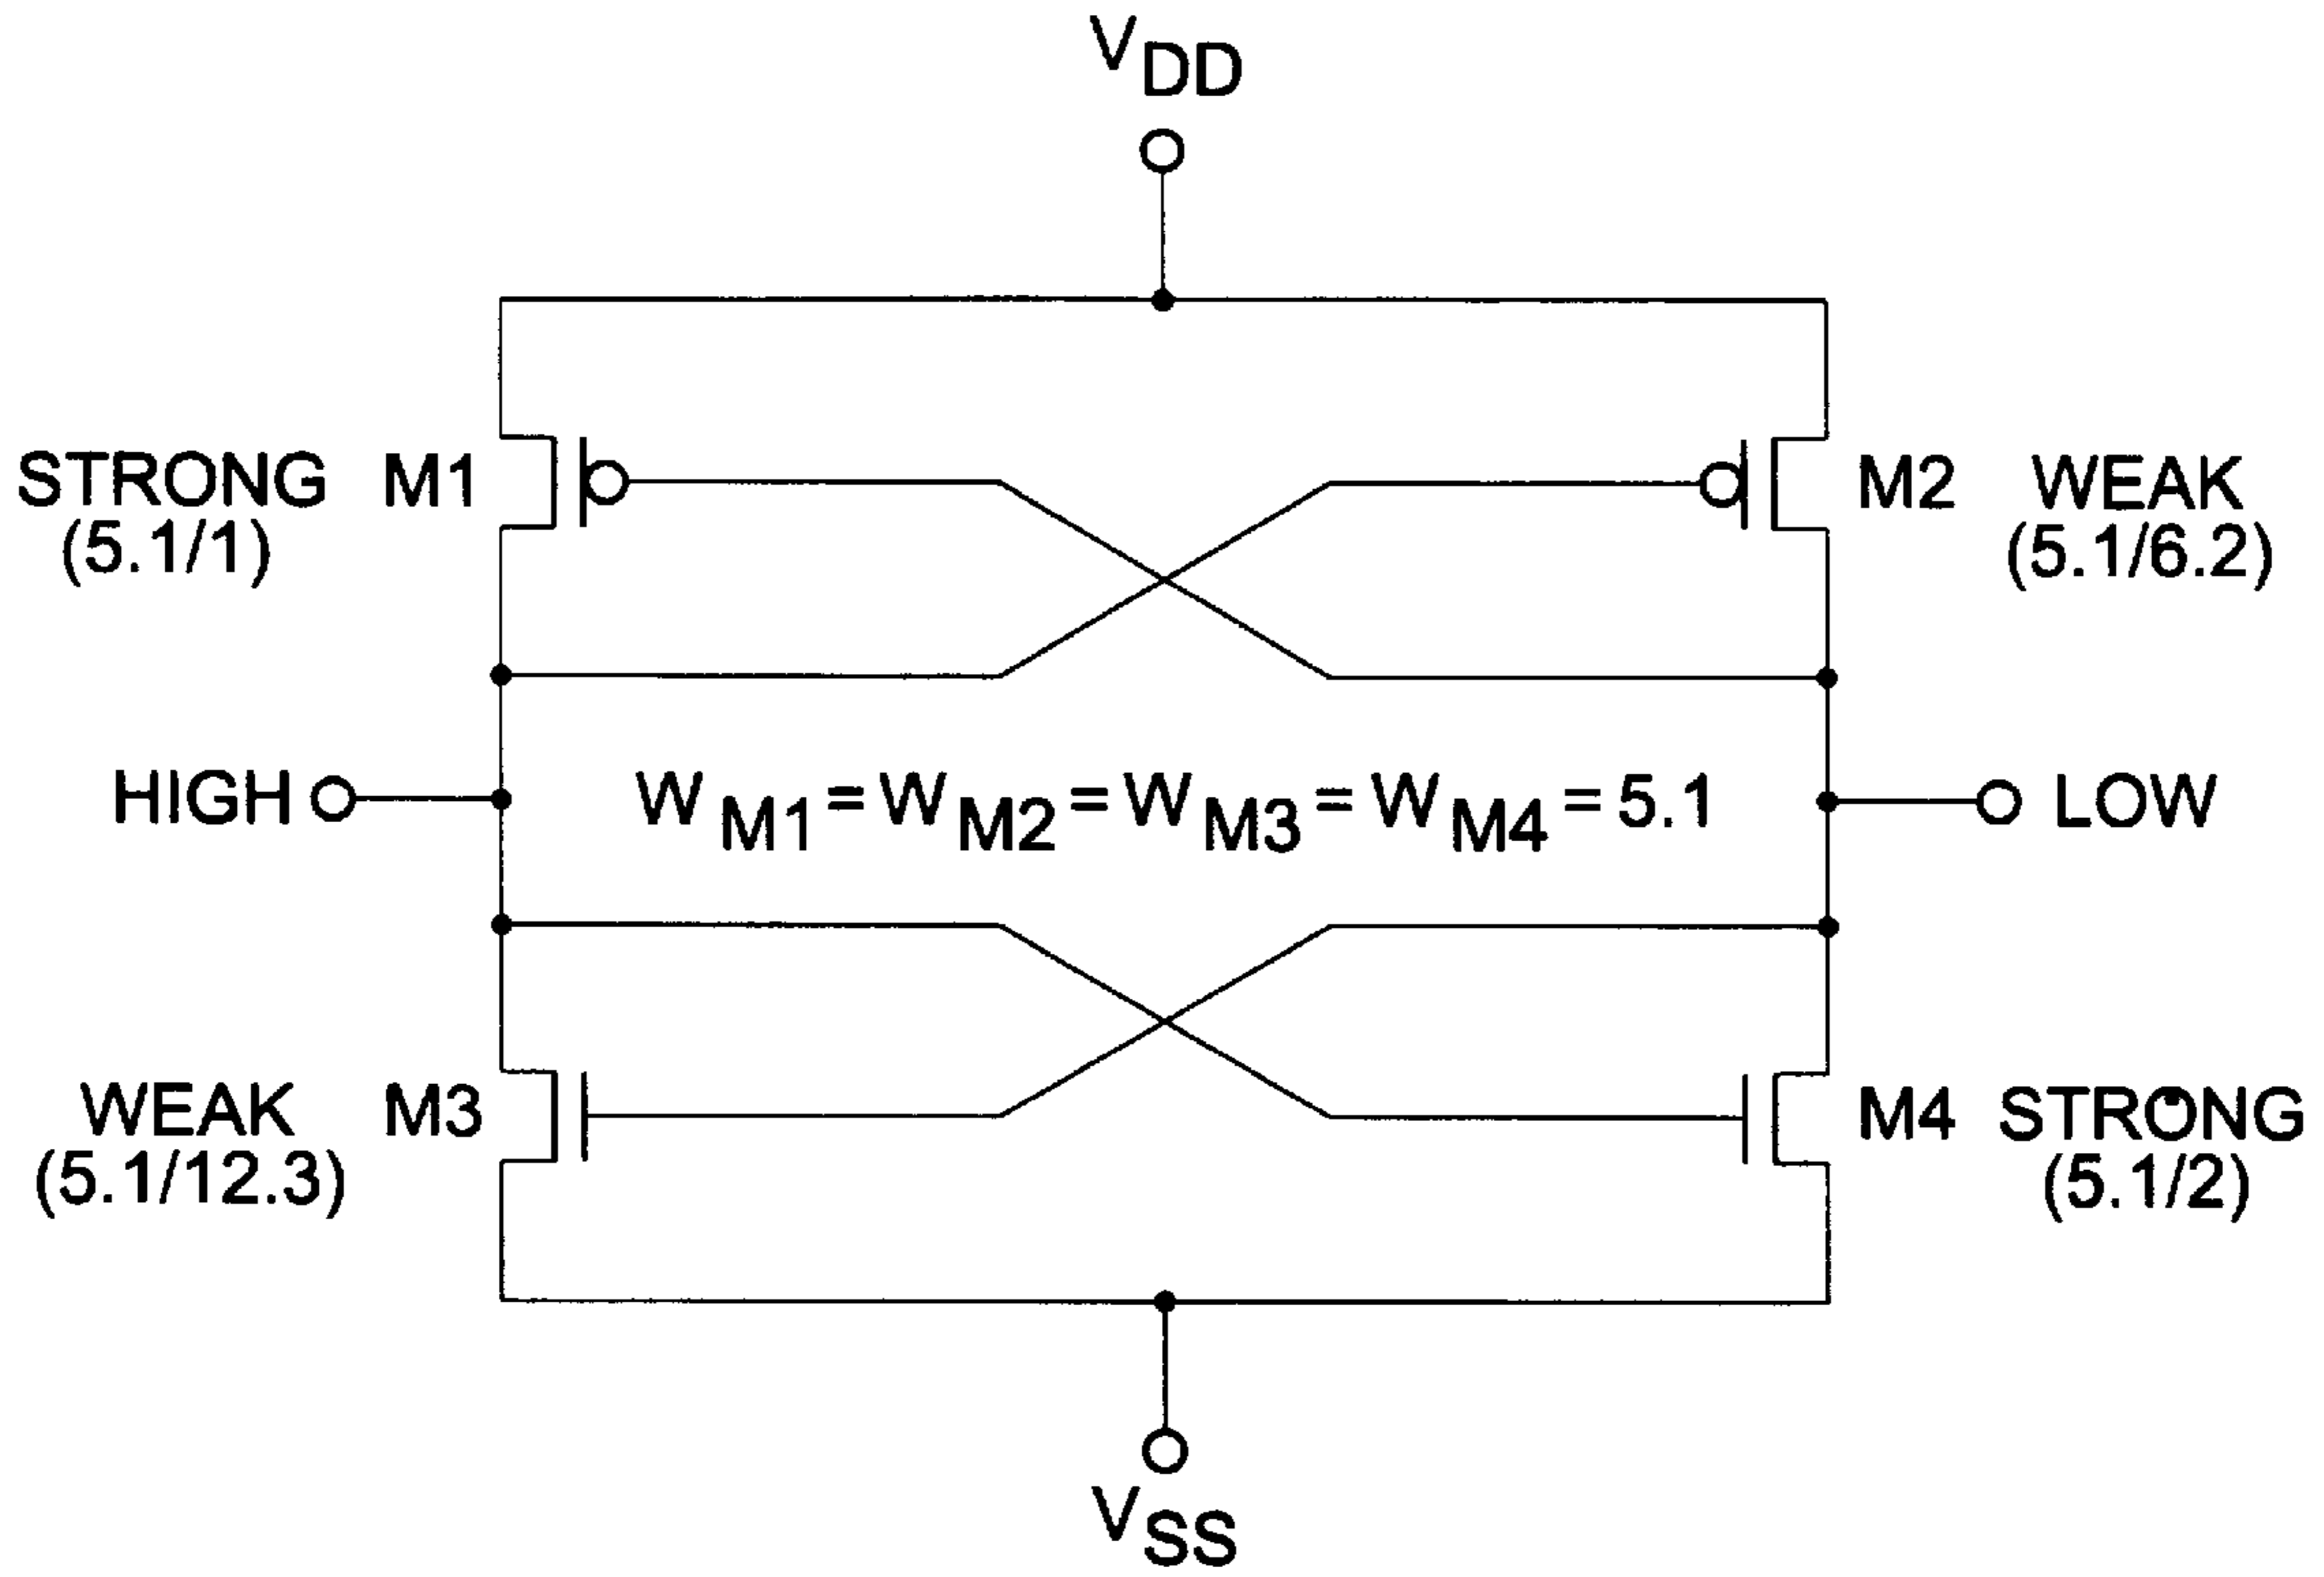 VDD
STRONG M1
(5.1/1)
M2 WEAK
(5.1/6.2)
HIGH
WM1=WM2=WM3=WM4=5.1
LOW
WEAK M3
(5.1/12.3)
M4 STRONG
(5.1/2)
VSS